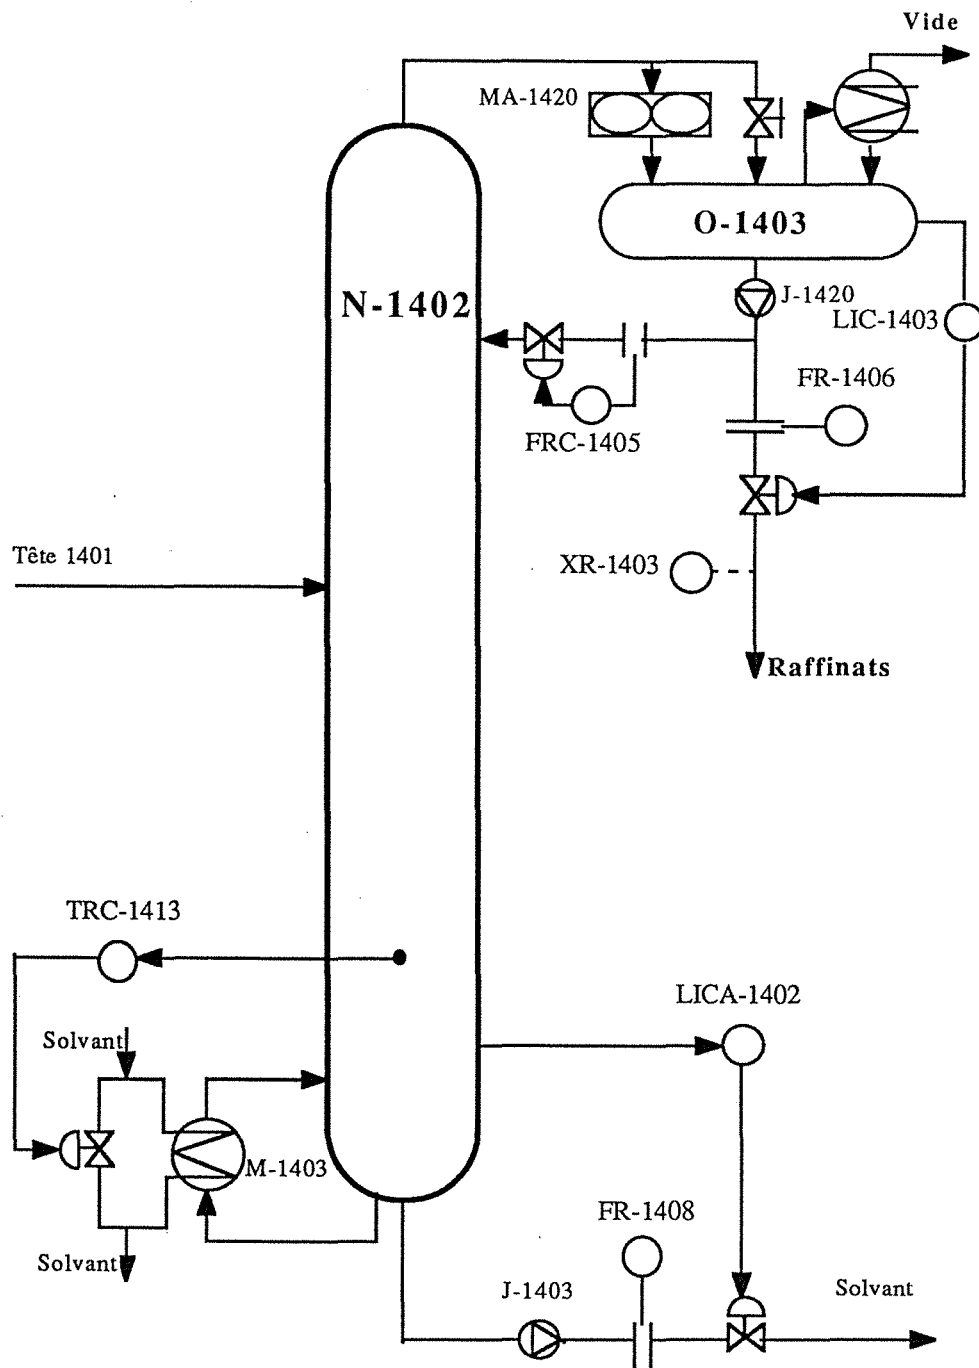 Vide
MA-1420
O-1403
N-1402
J-1420
LIC-1403
FR-1406
FRC-1405
Tête 1401
XR-1403
Raffinats
TRC-1413
LICA-1402
Solvant
M-1403
FR-1408
Solvant
J-1403
Solvant